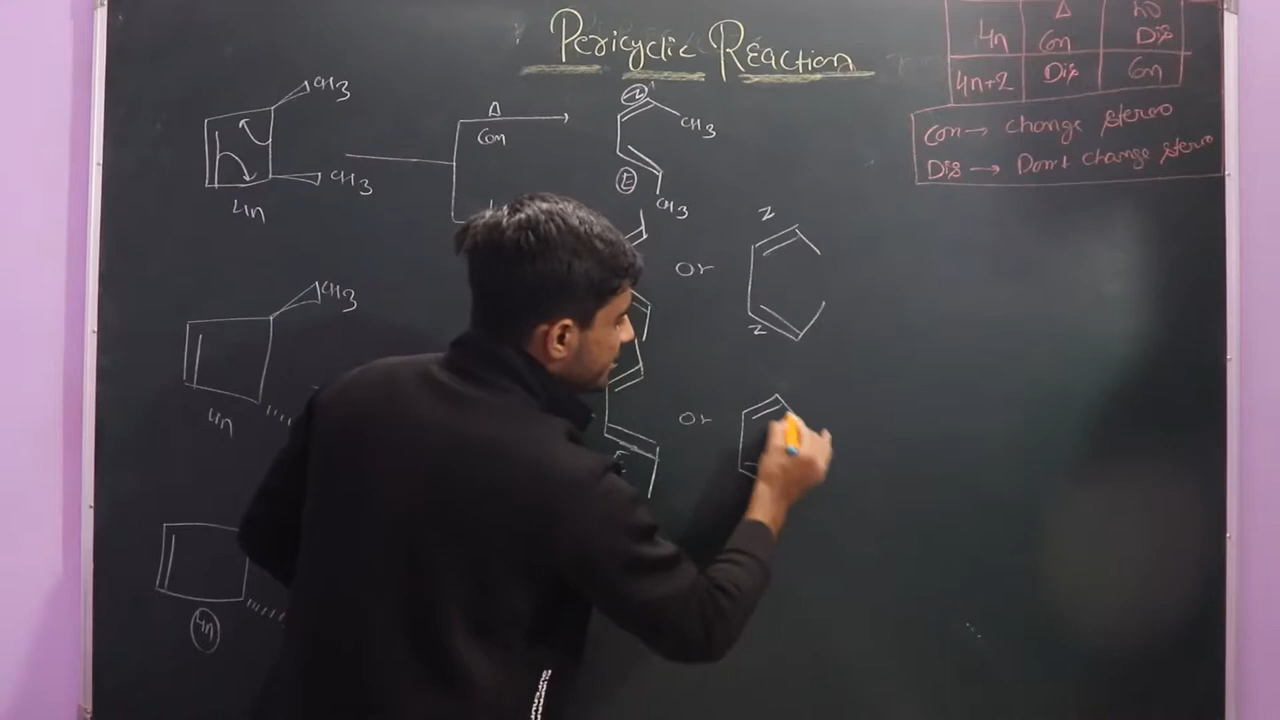 Pericyclic Reaction
Δ hν
4n Con Dis
4n+2 Dis Con
Con → change stereo
Dis → Don't change stereo
CH3
CH3
4n
Δ
Con
Z
CH3
E
CH3
Z
Or
Z
CH3
4n
Or
4n